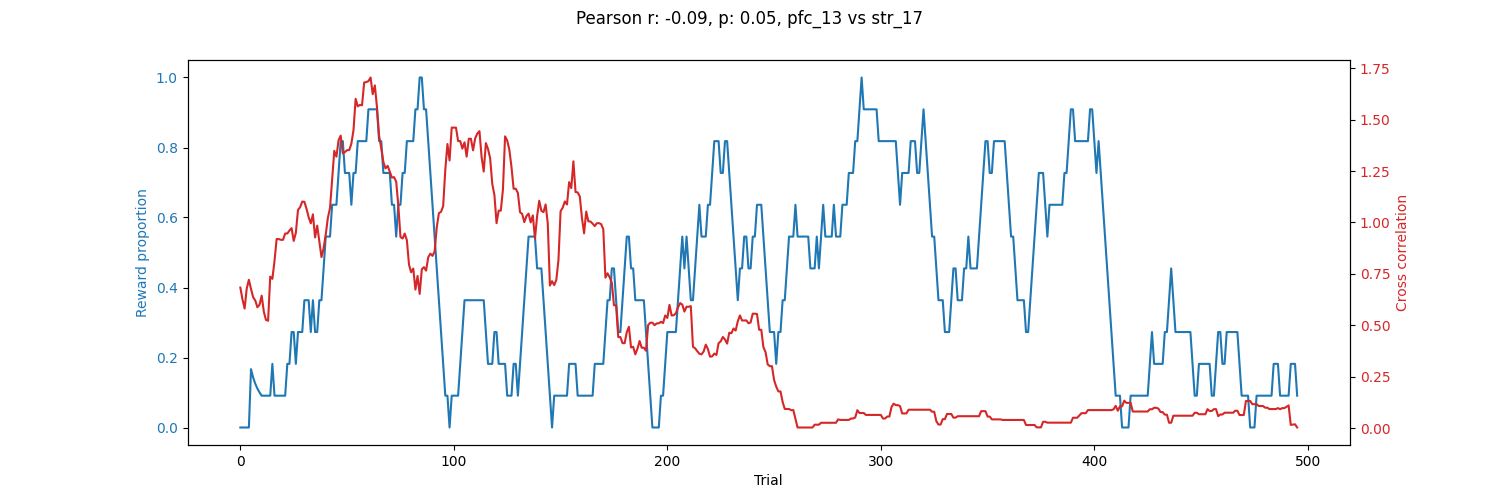 Pearson r: -0.09, p: 0.05, pfc_13 vs str_17
Reward proportion
1.0
0.8
0.6
0.4
0.2
0.0
1.75
1.50
1.25
1.00
0.75
0.50
0.25
0.00
Cross correlation
0 100 200 300 400 500
Trial